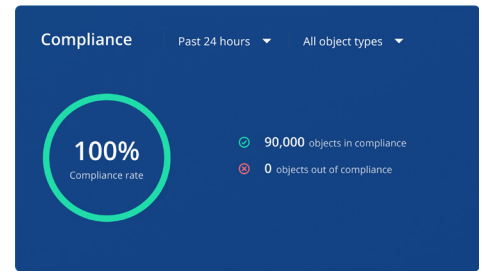 Compliance Past 24 hours All object types
100%
Compliance rate
90,000 objects in compliance
0 objects out of compliance